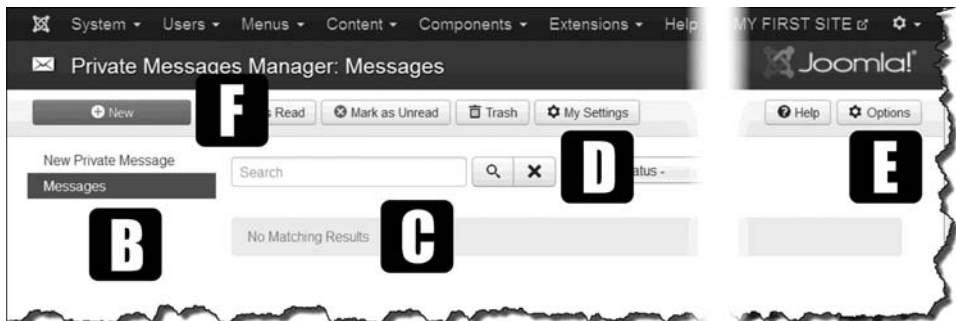 System Users Menus Content Components Extensions Help MY FIRST SITE
Private Messages Manager: Messages Joomla!
New F s Read Mark as Unread Trash My Settings Help Options
New Private Message
Search D atus - E
Messages
B No Matching Results C